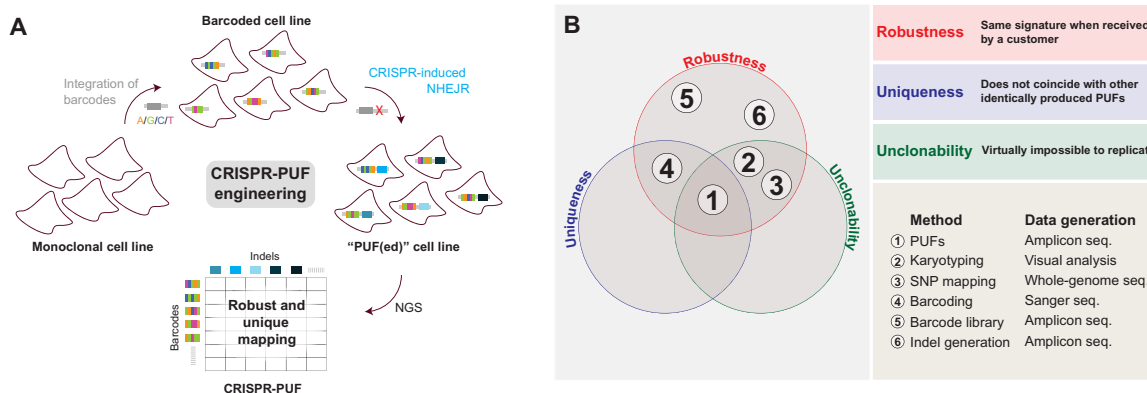 A
Barcoded cell line
Integration of
barcodes
A/G/C/T
CRISPR-induced
NHEJR
X
CRISPR-PUF
engineering
Monoclonal cell line
“PUF(ed)” cell line
Indels
NGS
Barcodes
Robust and
unique
mapping
CRISPR-PUF
B
Robustness
Uniqueness
Unclonability
5
6
4
2
3
1
Robustness
Same signature when received
by a customer
Uniqueness
Does not coincide with other
identically produced PUFs
Unclonability
Virtually impossible to replicat
Method Data generation
1 PUFs Amplicon seq.
2 Karyotyping Visual analysis
3 SNP mapping Whole-genome seq
4 Barcoding Sanger seq.
5 Barcode library Amplicon seq.
6 Indel generation Amplicon seq.